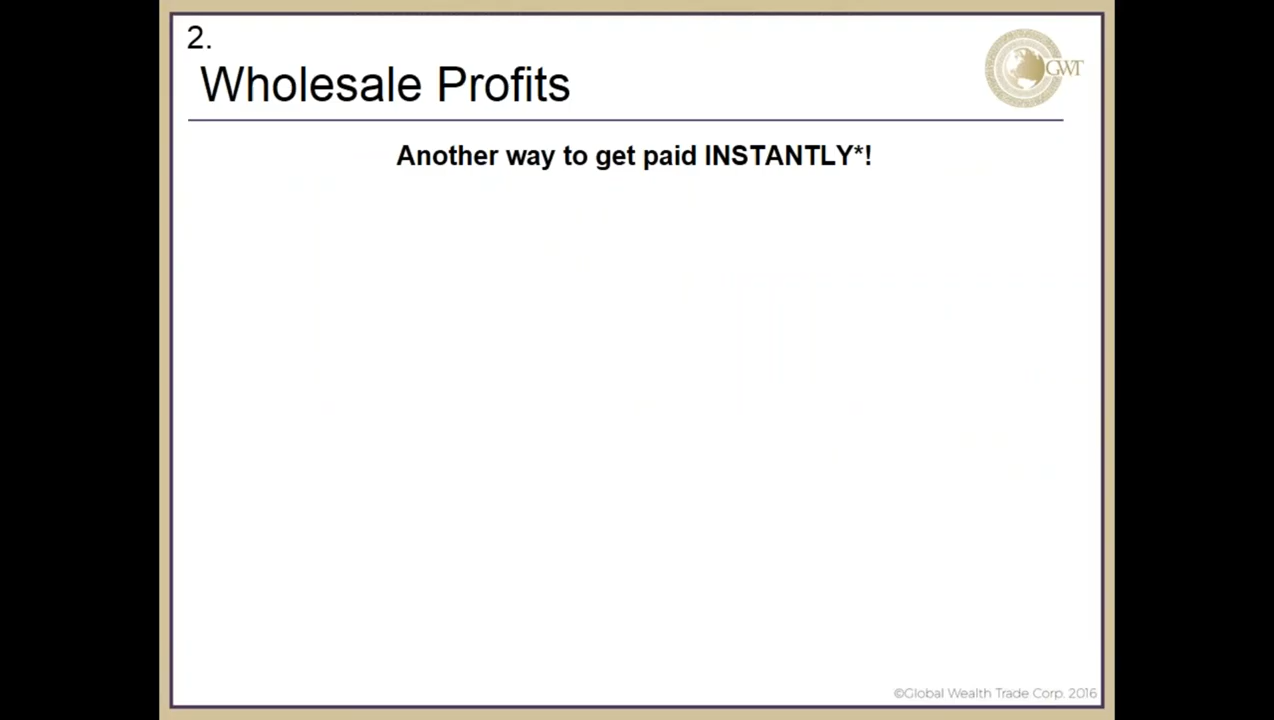 2.
Wholesale Profits
GWT
Another way to get paid INSTANTLY*!
©Global Wealth Trade Corp. 2016